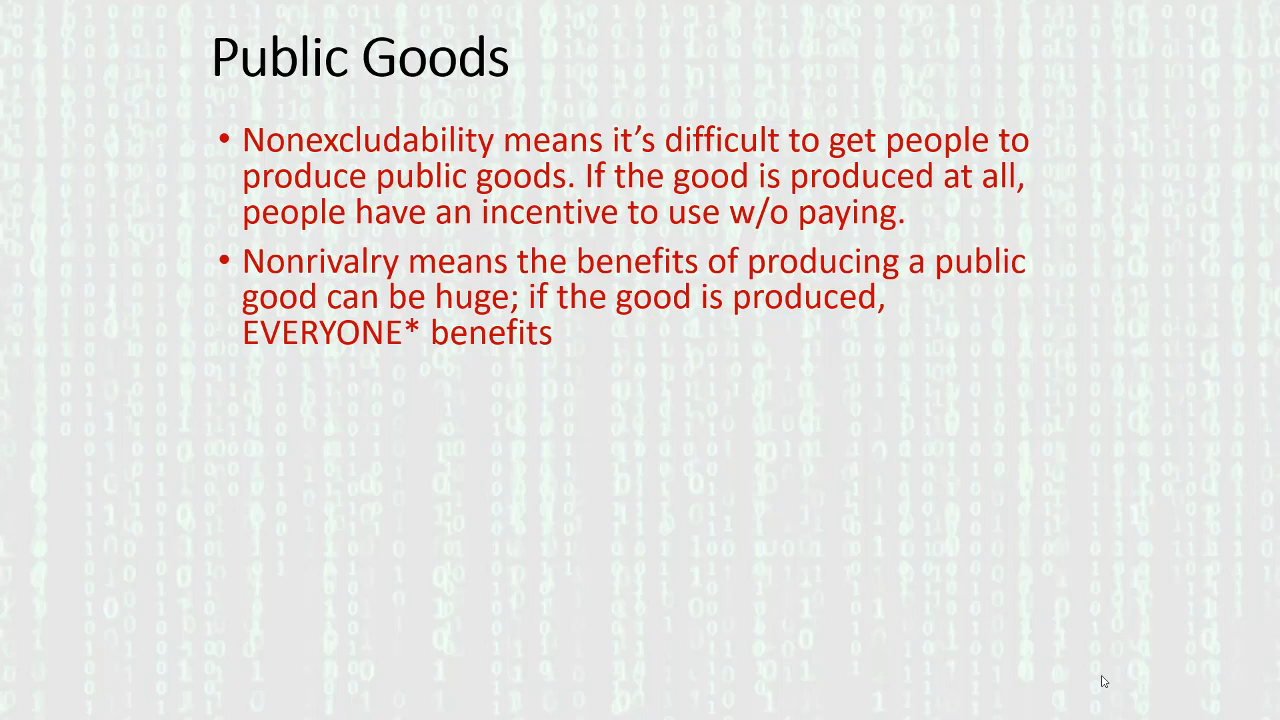 Public Goods
• Nonexcludability means it’s difficult to get people to
produce public goods. If the good is produced at all,
people have an incentive to use w/o paying.
• Nonrivalry means the benefits of producing a public
good can be huge; if the good is produced,
EVERYONE* benefits